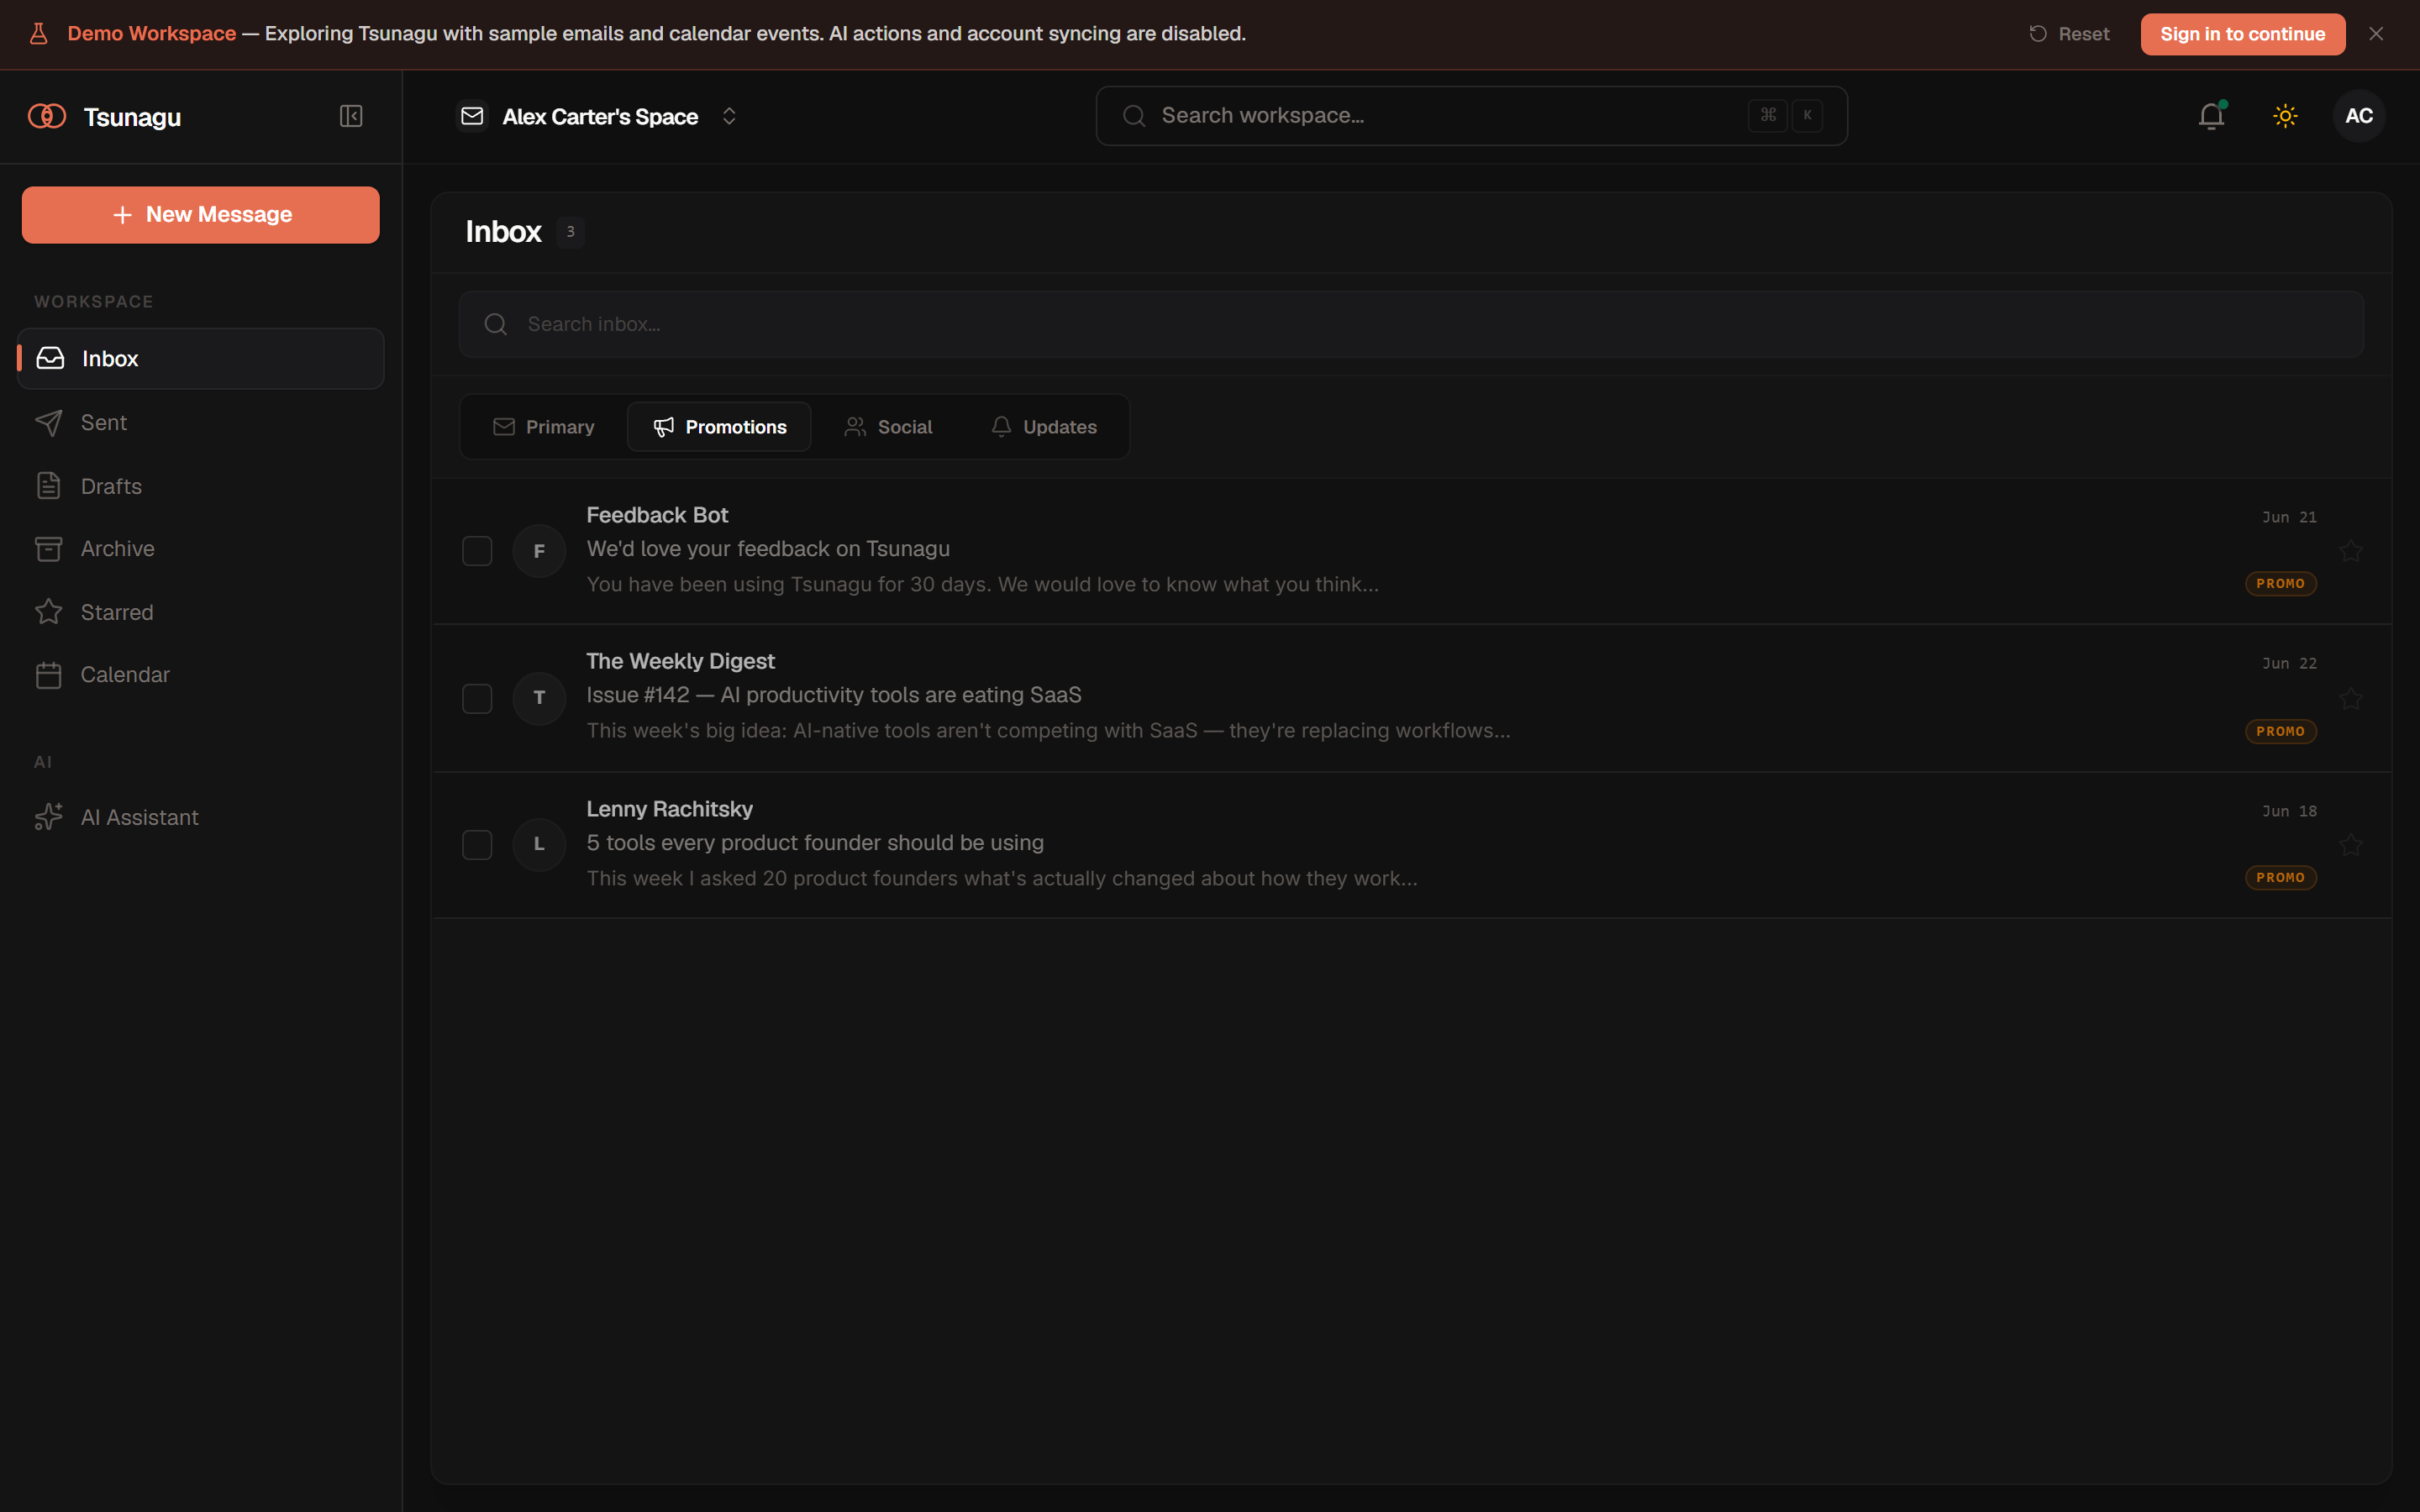 Demo Workspace — Exploring Tsunagu with sample emails and calendar events. AI actions and account syncing are disabled.
Reset
Sign in to continue
Tsunagu
Alex Carter's Space
Search workspace...
⌘ K
AC
New Message
WORKSPACE
Inbox
Sent
Drafts
Archive
Starred
Calendar
AI
AI Assistant
Inbox 3
Search inbox...
Primary
Promotions
Social
Updates
F
Feedback Bot
Jun 21
We'd love your feedback on Tsunagu
You have been using Tsunagu for 30 days. We would love to know what you think...
PROMO
T
The Weekly Digest
Jun 22
Issue #142 — AI productivity tools are eating SaaS
This week's big idea: AI-native tools aren't competing with SaaS — they're replacing workflows...
PROMO
L
Lenny Rachitsky
Jun 18
5 tools every product founder should be using
This week I asked 20 product founders what's actually changed about how they work...
PROMO